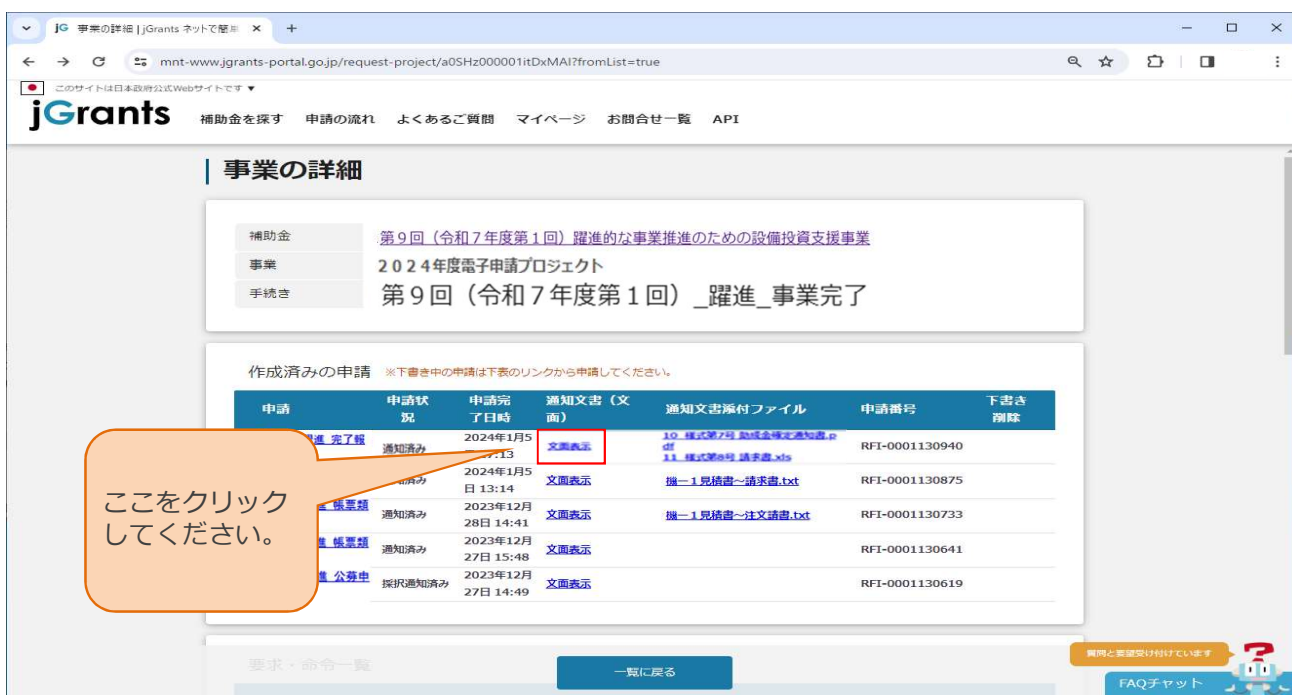 jG 事業の詳細 | jGrants ネットで簡単
mnt-www.jgrants-portal.go.jp/request-project/a0SHz000001itDxMAI?fromList=true
このサイトは日本政府公式Webサイトです ▼
jGrants 補助金を探す 申請の流れ よくあるご質問 マイページ お問合せ一覧 API
事業の詳細
補助金 第９回（令和７年度第１回）躍進的な事業推進のための設備投資支援事業
事業 ２０２４年度電子申請プロジェクト
手続き 第９回（令和７年度第１回）_躍進_事業完了
作成済みの申請 ※下書き中の申請は下表のリンクから申請してください。
申請 申請状況 申請完了日時 通知文書（文面） 通知文書添付ファイル 申請番号 下書き削除
進_完了報 通知済み 2024年1月5 :13 文面表示 10_様式第7号 助成金確定通知書.pdf
11_様式第8号 請求書.xls RFI-0001130940
2024年1月5日 13:14 文面表示 機ー１見積書～請求書.txt RFI-0001130875
進_帳票類 通知済み 2023年12月28日 14:41 文面表示 機ー１見積書～注文請書.txt RFI-0001130733
進_帳票類 通知済み 2023年12月27日 15:48 文面表示 RFI-0001130641
進_公募申 採択通知済み 2023年12月27日 14:49 文面表示 RFI-0001130619
ここをクリック
してください。
要求・命令一覧
一覧に戻る
質問と要望受け付けています
FAQチャット